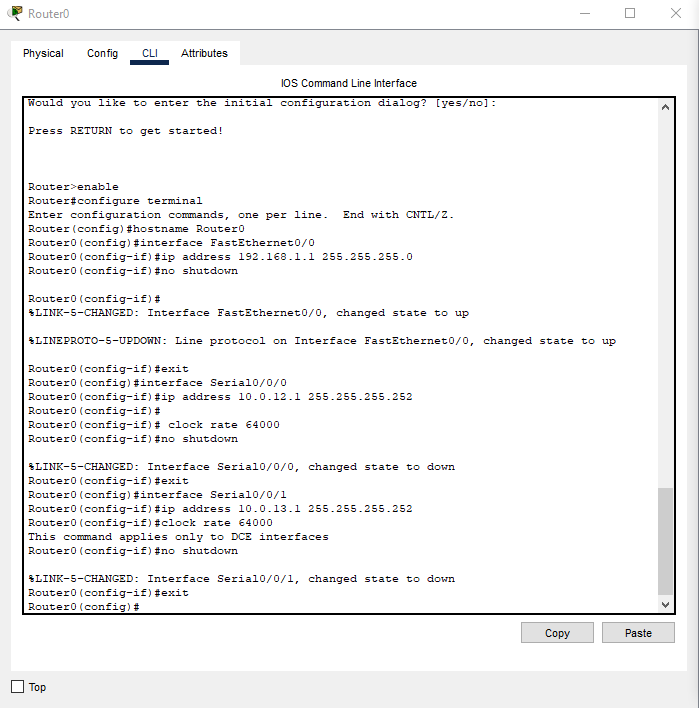 Router0
Physical Config CLI Attributes
IOS Command Line Interface
Would you like to enter the initial configuration dialog? [yes/no]:
Press RETURN to get started!
Router>enable
Router#configure terminal
Enter configuration commands, one per line.  End with CNTL/Z.
Router(config)#hostname Router0
Router0(config)#interface FastEthernet0/0
Router0(config-if)#ip address 192.168.1.1 255.255.255.0
Router0(config-if)#no shutdown
Router0(config-if)#
%LINK-5-CHANGED: Interface FastEthernet0/0, changed state to up
%LINEPROTO-5-UPDOWN: Line protocol on Interface FastEthernet0/0, changed state to up
Router0(config-if)#exit
Router0(config)#interface Serial0/0/0
Router0(config-if)#ip address 10.0.12.1 255.255.255.252
Router0(config-if)#
Router0(config-if)# clock rate 64000
Router0(config-if)#no shutdown
%LINK-5-CHANGED: Interface Serial0/0/0, changed state to down
Router0(config-if)#exit
Router0(config)#interface Serial0/0/1
Router0(config-if)#ip address 10.0.13.1 255.255.255.252
Router0(config-if)#clock rate 64000
This command applies only to DCE interfaces
Router0(config-if)#no shutdown
%LINK-5-CHANGED: Interface Serial0/0/1, changed state to down
Router0(config-if)#exit
Router0(config)#
Copy Paste
Top